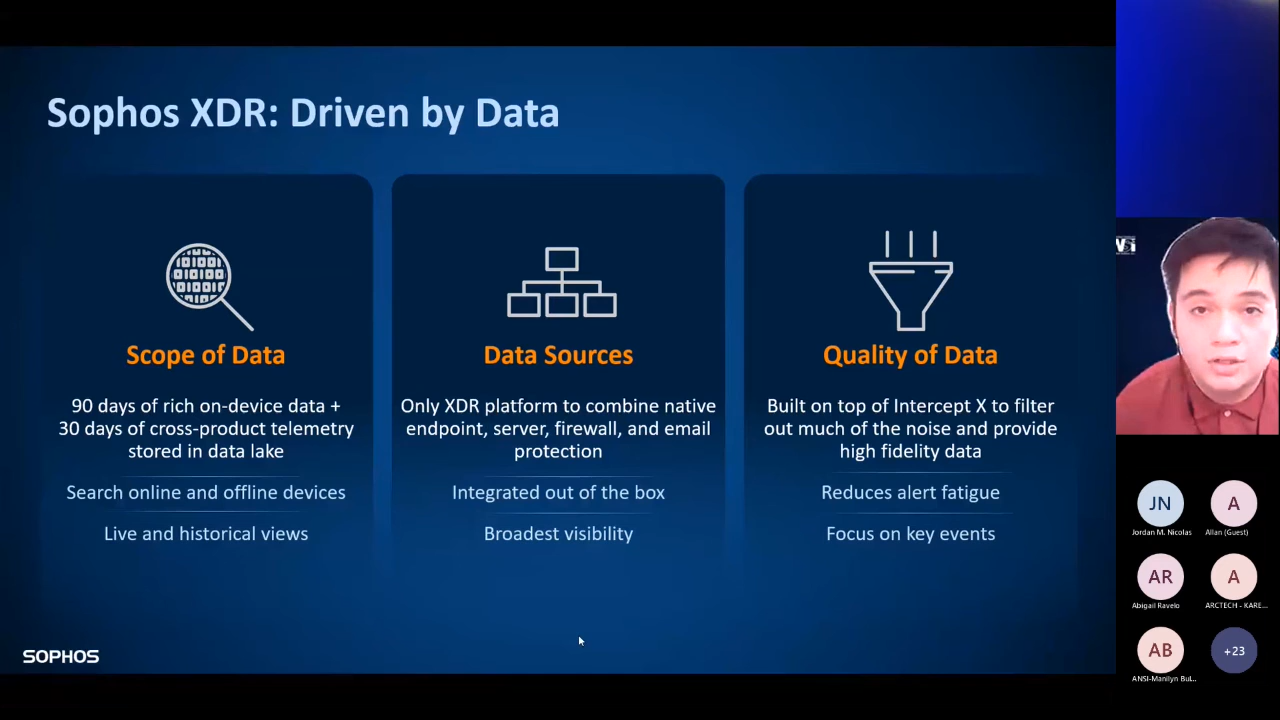 Sophos XDR: Driven by Data
Scope of Data
90 days of rich on-device data +
30 days of cross-product telemetry
stored in data lake
Search online and offline devices
Live and historical views
Data Sources
Only XDR platform to combine native
endpoint, server, firewall, and email
protection
Integrated out of the box
Broadest visibility
Quality of Data
Built on top of Intercept X to filter
out much of the noise and provide
high fidelity data
Reduces alert fatigue
Focus on key events
SOPHOS
JN
Jordan M. Nicolas
A
Allan (Guest)
AR
Abigail Ravelo
A
ARCTECH - KARE...
AB
ANSI-Manilyn Bul...
+23